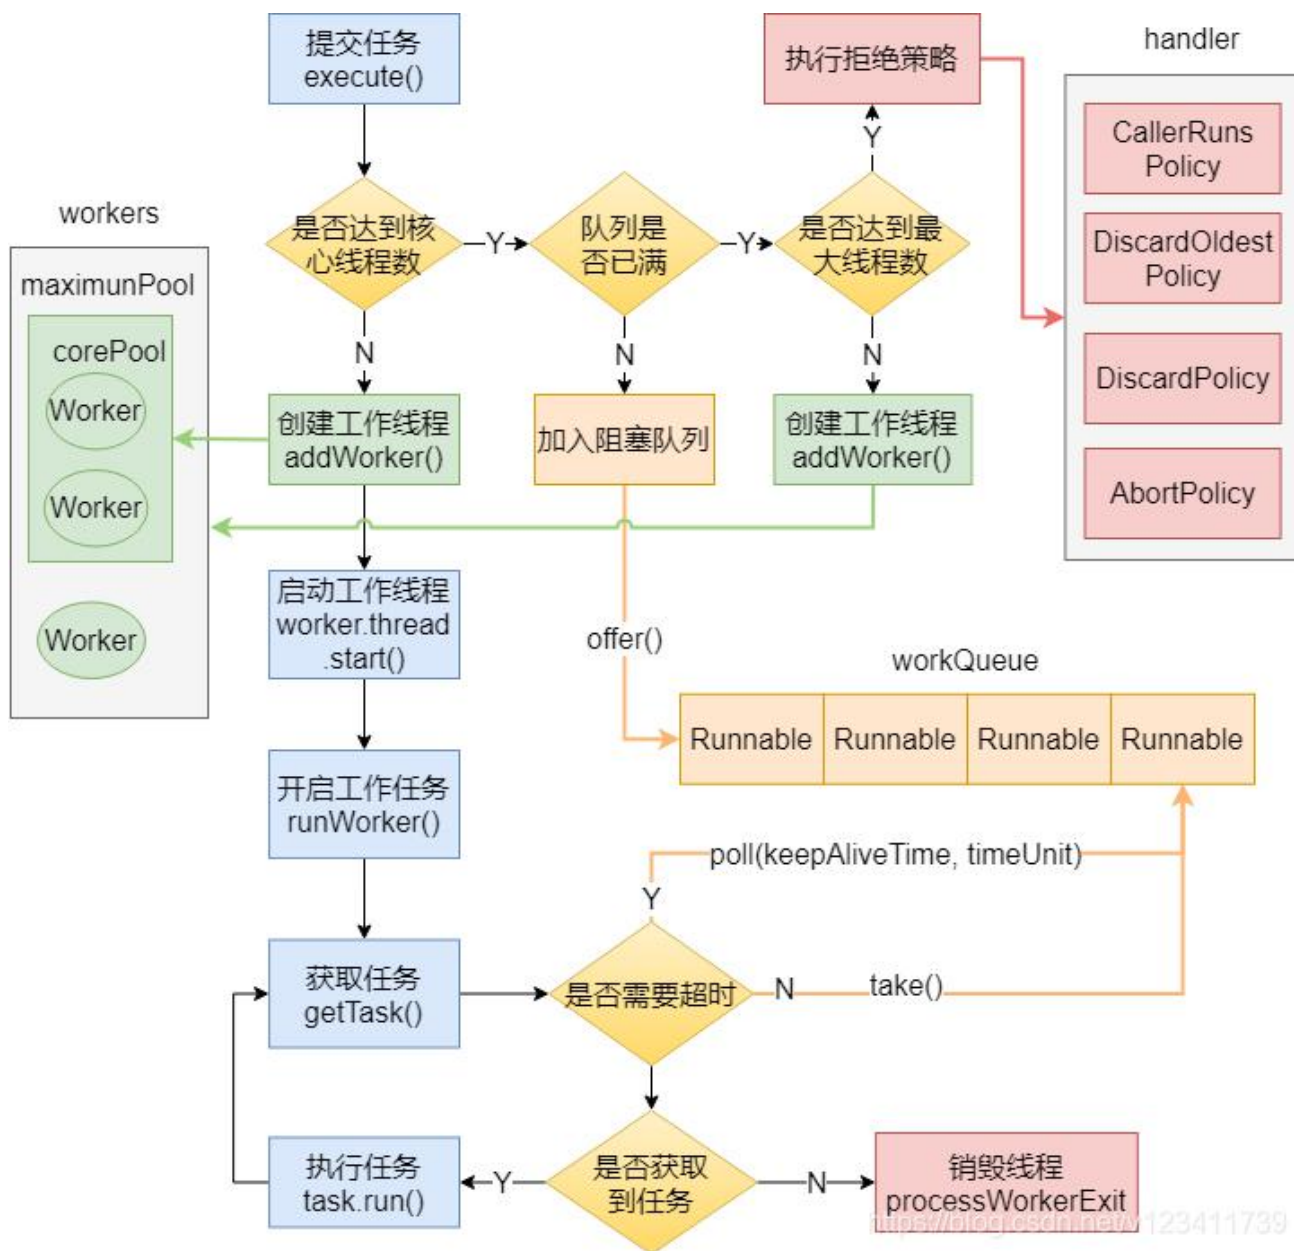 提交任务
execute()
执行拒绝策略
handler
Y
CallerRuns
Policy
workers
是否达到核
心线程数
Y
队列是
否已满
Y
是否达到最
大线程数
DiscardOldest
Policy
maximunPool
corePool
N
N
N
DiscardPolicy
Worker
创建工作线程
addWorker()
加入阻塞队列
创建工作线程
addWorker()
Worker
AbortPolicy
启动工作线程
worker.thread
.start()
Worker
offer()
workQueue
Runnable
Runnable
Runnable
Runnable
开启工作任务
runWorker()
poll(keepAliveTime, timeUnit)
Y
获取任务
getTask()
是否需要超时
N
take()
执行任务
task.run()
Y
是否获取
到任务
N
销毁线程
processWorkerExit